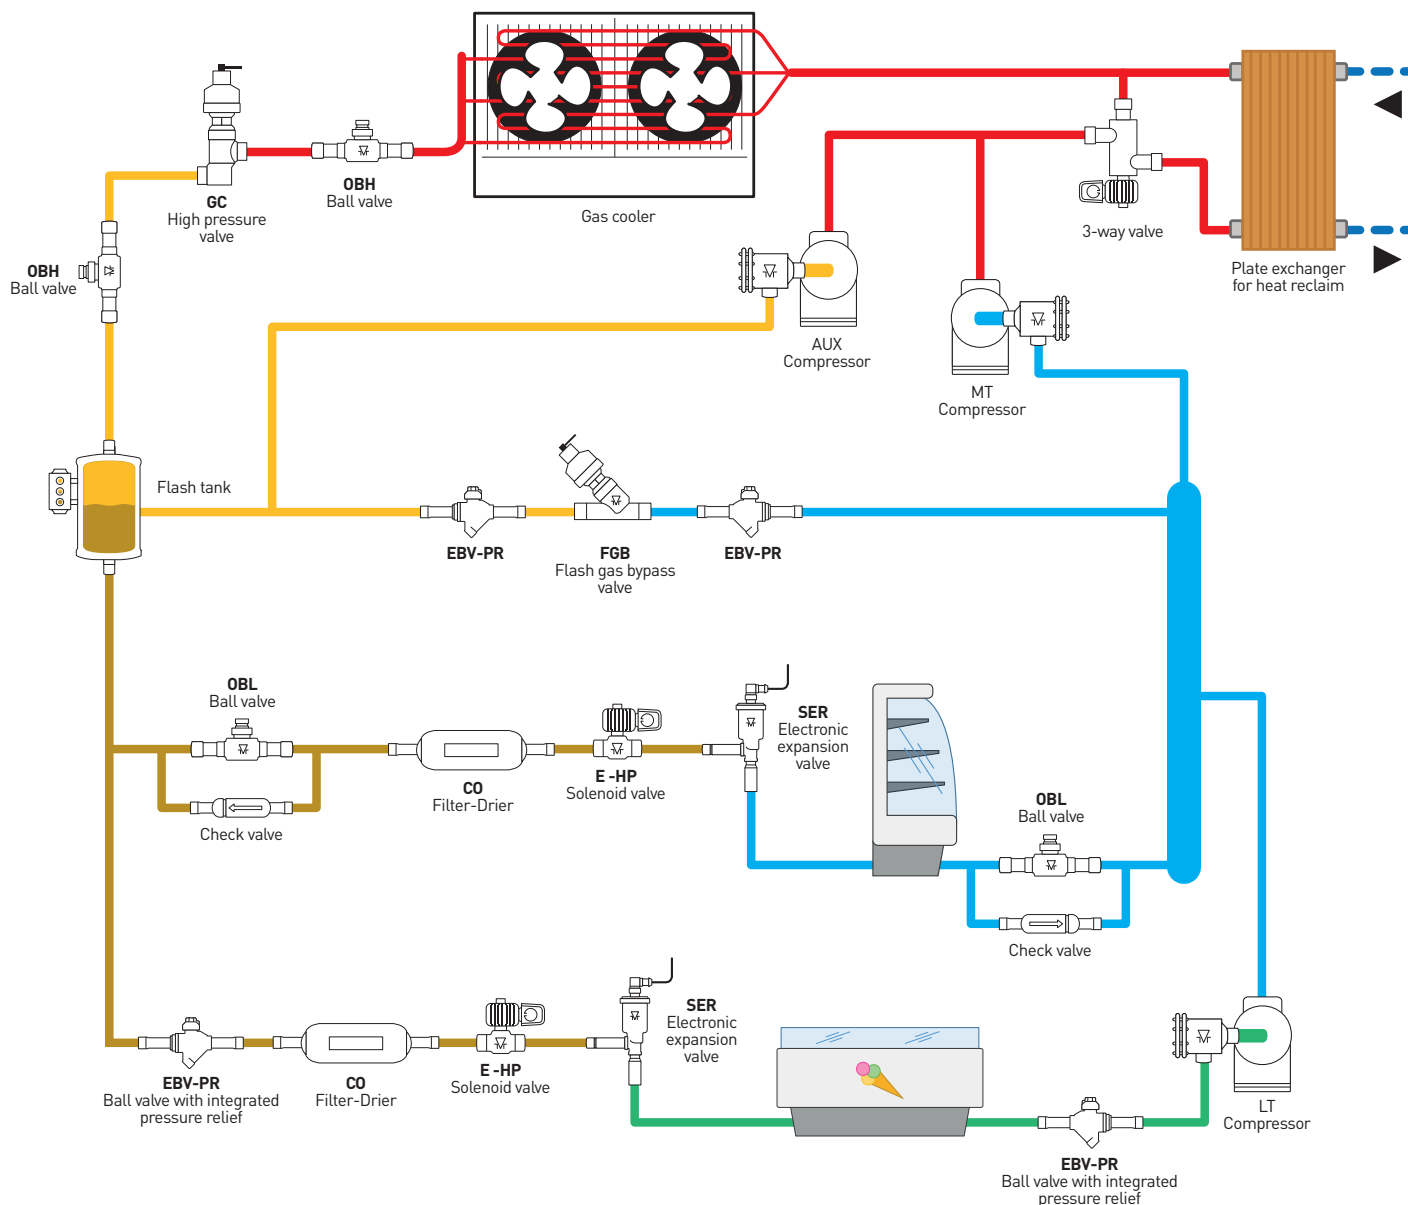 GC
High pressure
valve
OBH
Ball valve
Gas cooler
3-way valve
Plate exchanger
for heat reclaim
OBH
Ball valve
AUX
Compressor
MT
Compressor
Flash tank
EBV-PR
FGB
Flash gas bypass
valve
EBV-PR
OBL
Ball valve
Check valve
CO
Filter-Drier
E -HP
Solenoid valve
SER
Electronic
expansion
valve
OBL
Ball valve
Check valve
EBV-PR
Ball valve with integrated
pressure relief
CO
Filter-Drier
E -HP
Solenoid valve
SER
Electronic
expansion
valve
EBV-PR
Ball valve with integrated
pressure relief
LT
Compressor